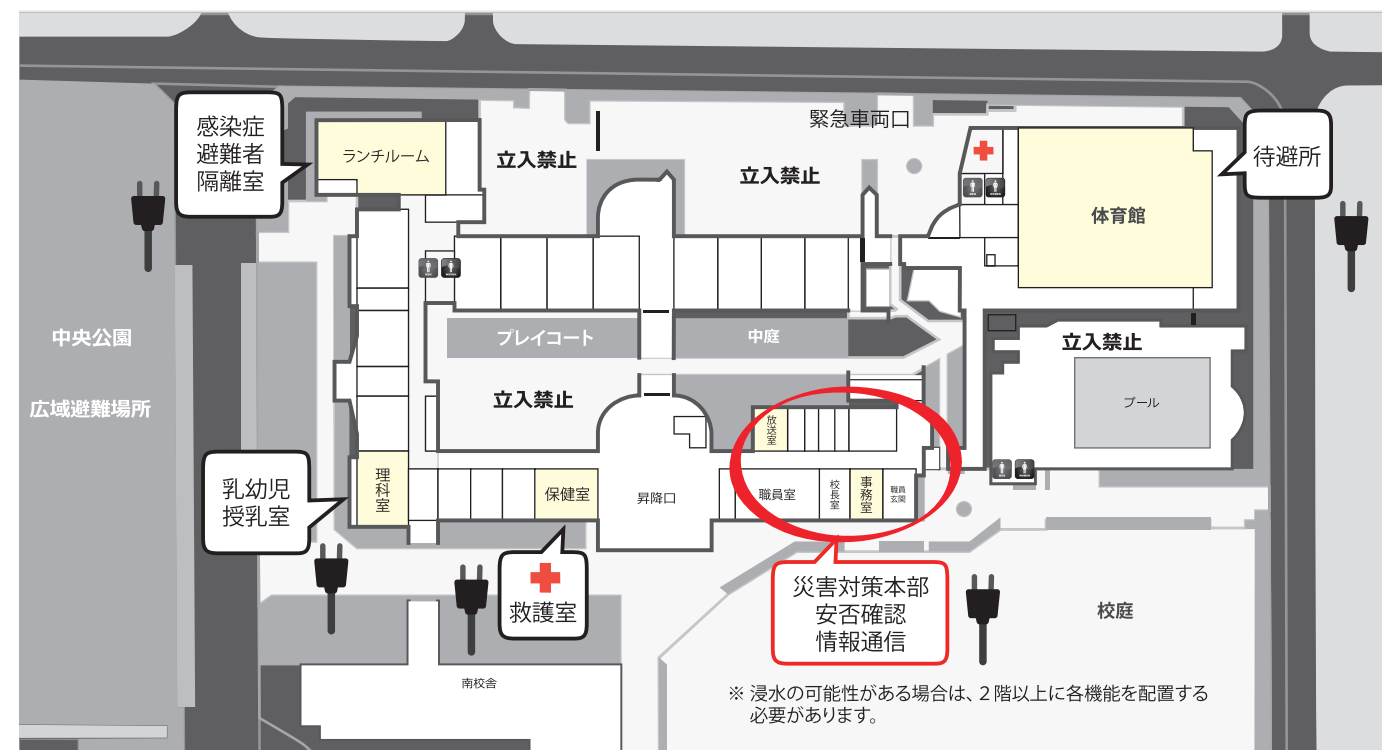 感染症
避難者
隔離室
ランチルーム
立入禁止
緊急車両口
立入禁止
待避所
体育館
中央公園
広域避難場所
プレイコート
中庭
立入禁止
立入禁止
プール
放送室
乳幼児
授乳室
理科室
保健室
昇降口
職員室
校長室
事務室
職員
玄関
救護室
災害対策本部
安否確認
情報通信
校庭
南校舎
※ 浸水の可能性がある場合は、2階以上に各機能を配置する
必要があります。